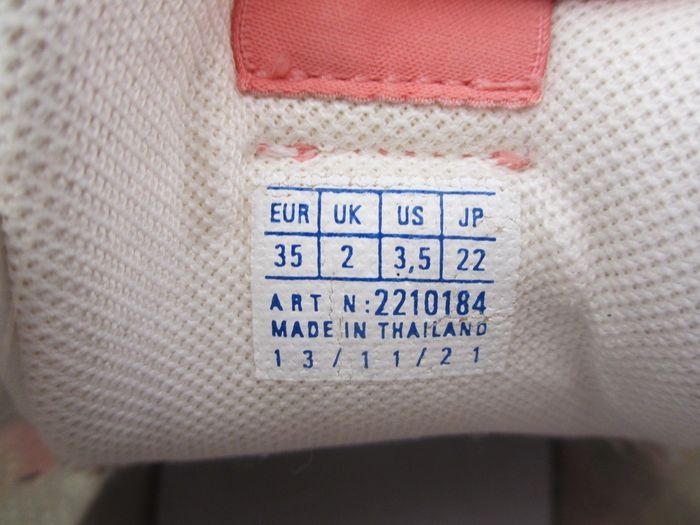 EUR UK US JP
35 2 3,5 22
ART N:2210184
MADE IN THAILAND
13/11/21